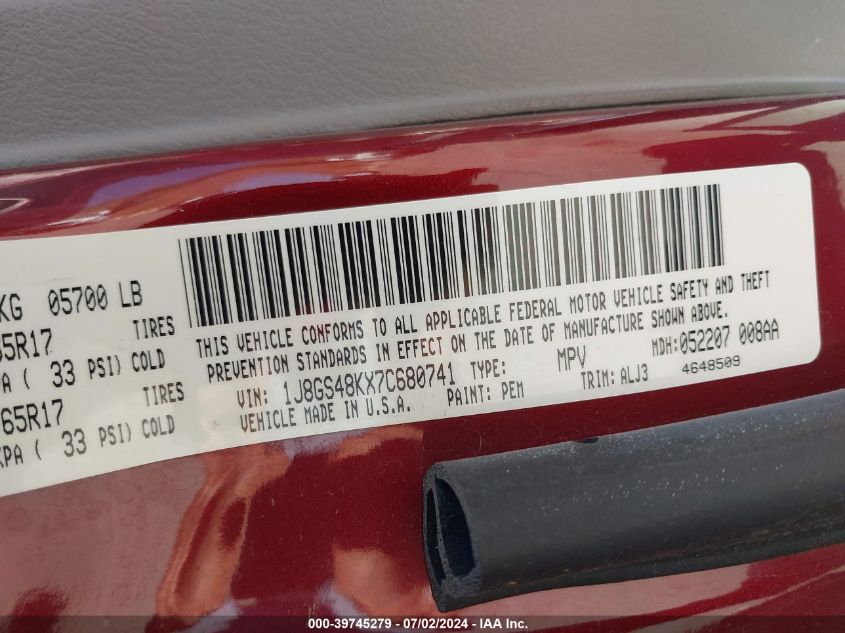 KG 05700 LB
65R17 TIRES
PA ( 33 PSI) COLD
65R17 TIRES
KPA ( 33 PSI) COLD
THIS VEHICLE CONFORMS TO ALL APPLICABLE FEDERAL MOTOR VEHICLE SAFETY AND THEFT
PREVENTION STANDARDS IN EFFECT ON THE DATE OF MANUFACTURE SHOWN ABOVE.
VIN: 1J8GS48KX7C680741 TYPE: MPV MDH: 052207 008AA
VEHICLE MADE IN U.S.A. PAINT: PEM TRIM: ALJ3 4648509
000-39745279 - 07/02/2024 - IAA Inc.